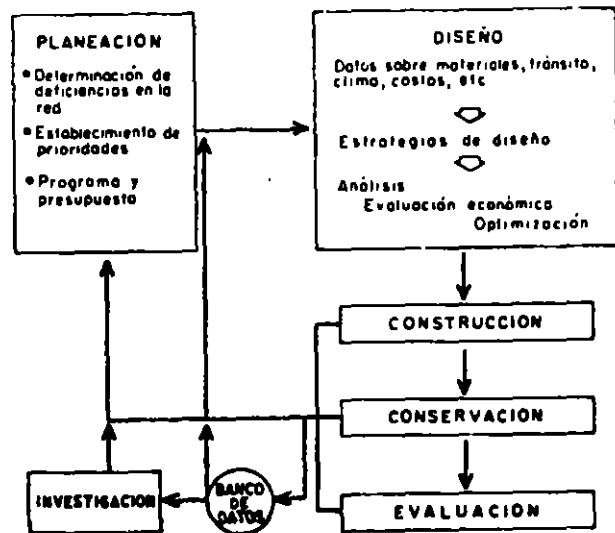 PLANEACIÓN
• Determinación de
deficiencias en la
red
• Establecimiento de
prioridades
• Programa y
presupuesto
DISEÑO
Datos sobre materiales, tránsito,
clima, costos, etc
Estrategias de diseño
Análisis
Evaluación económica
Optimización
CONSTRUCCION
CONSERVACION
EVALUACION
INVESTIGACION
BANCO
DE
DATOS